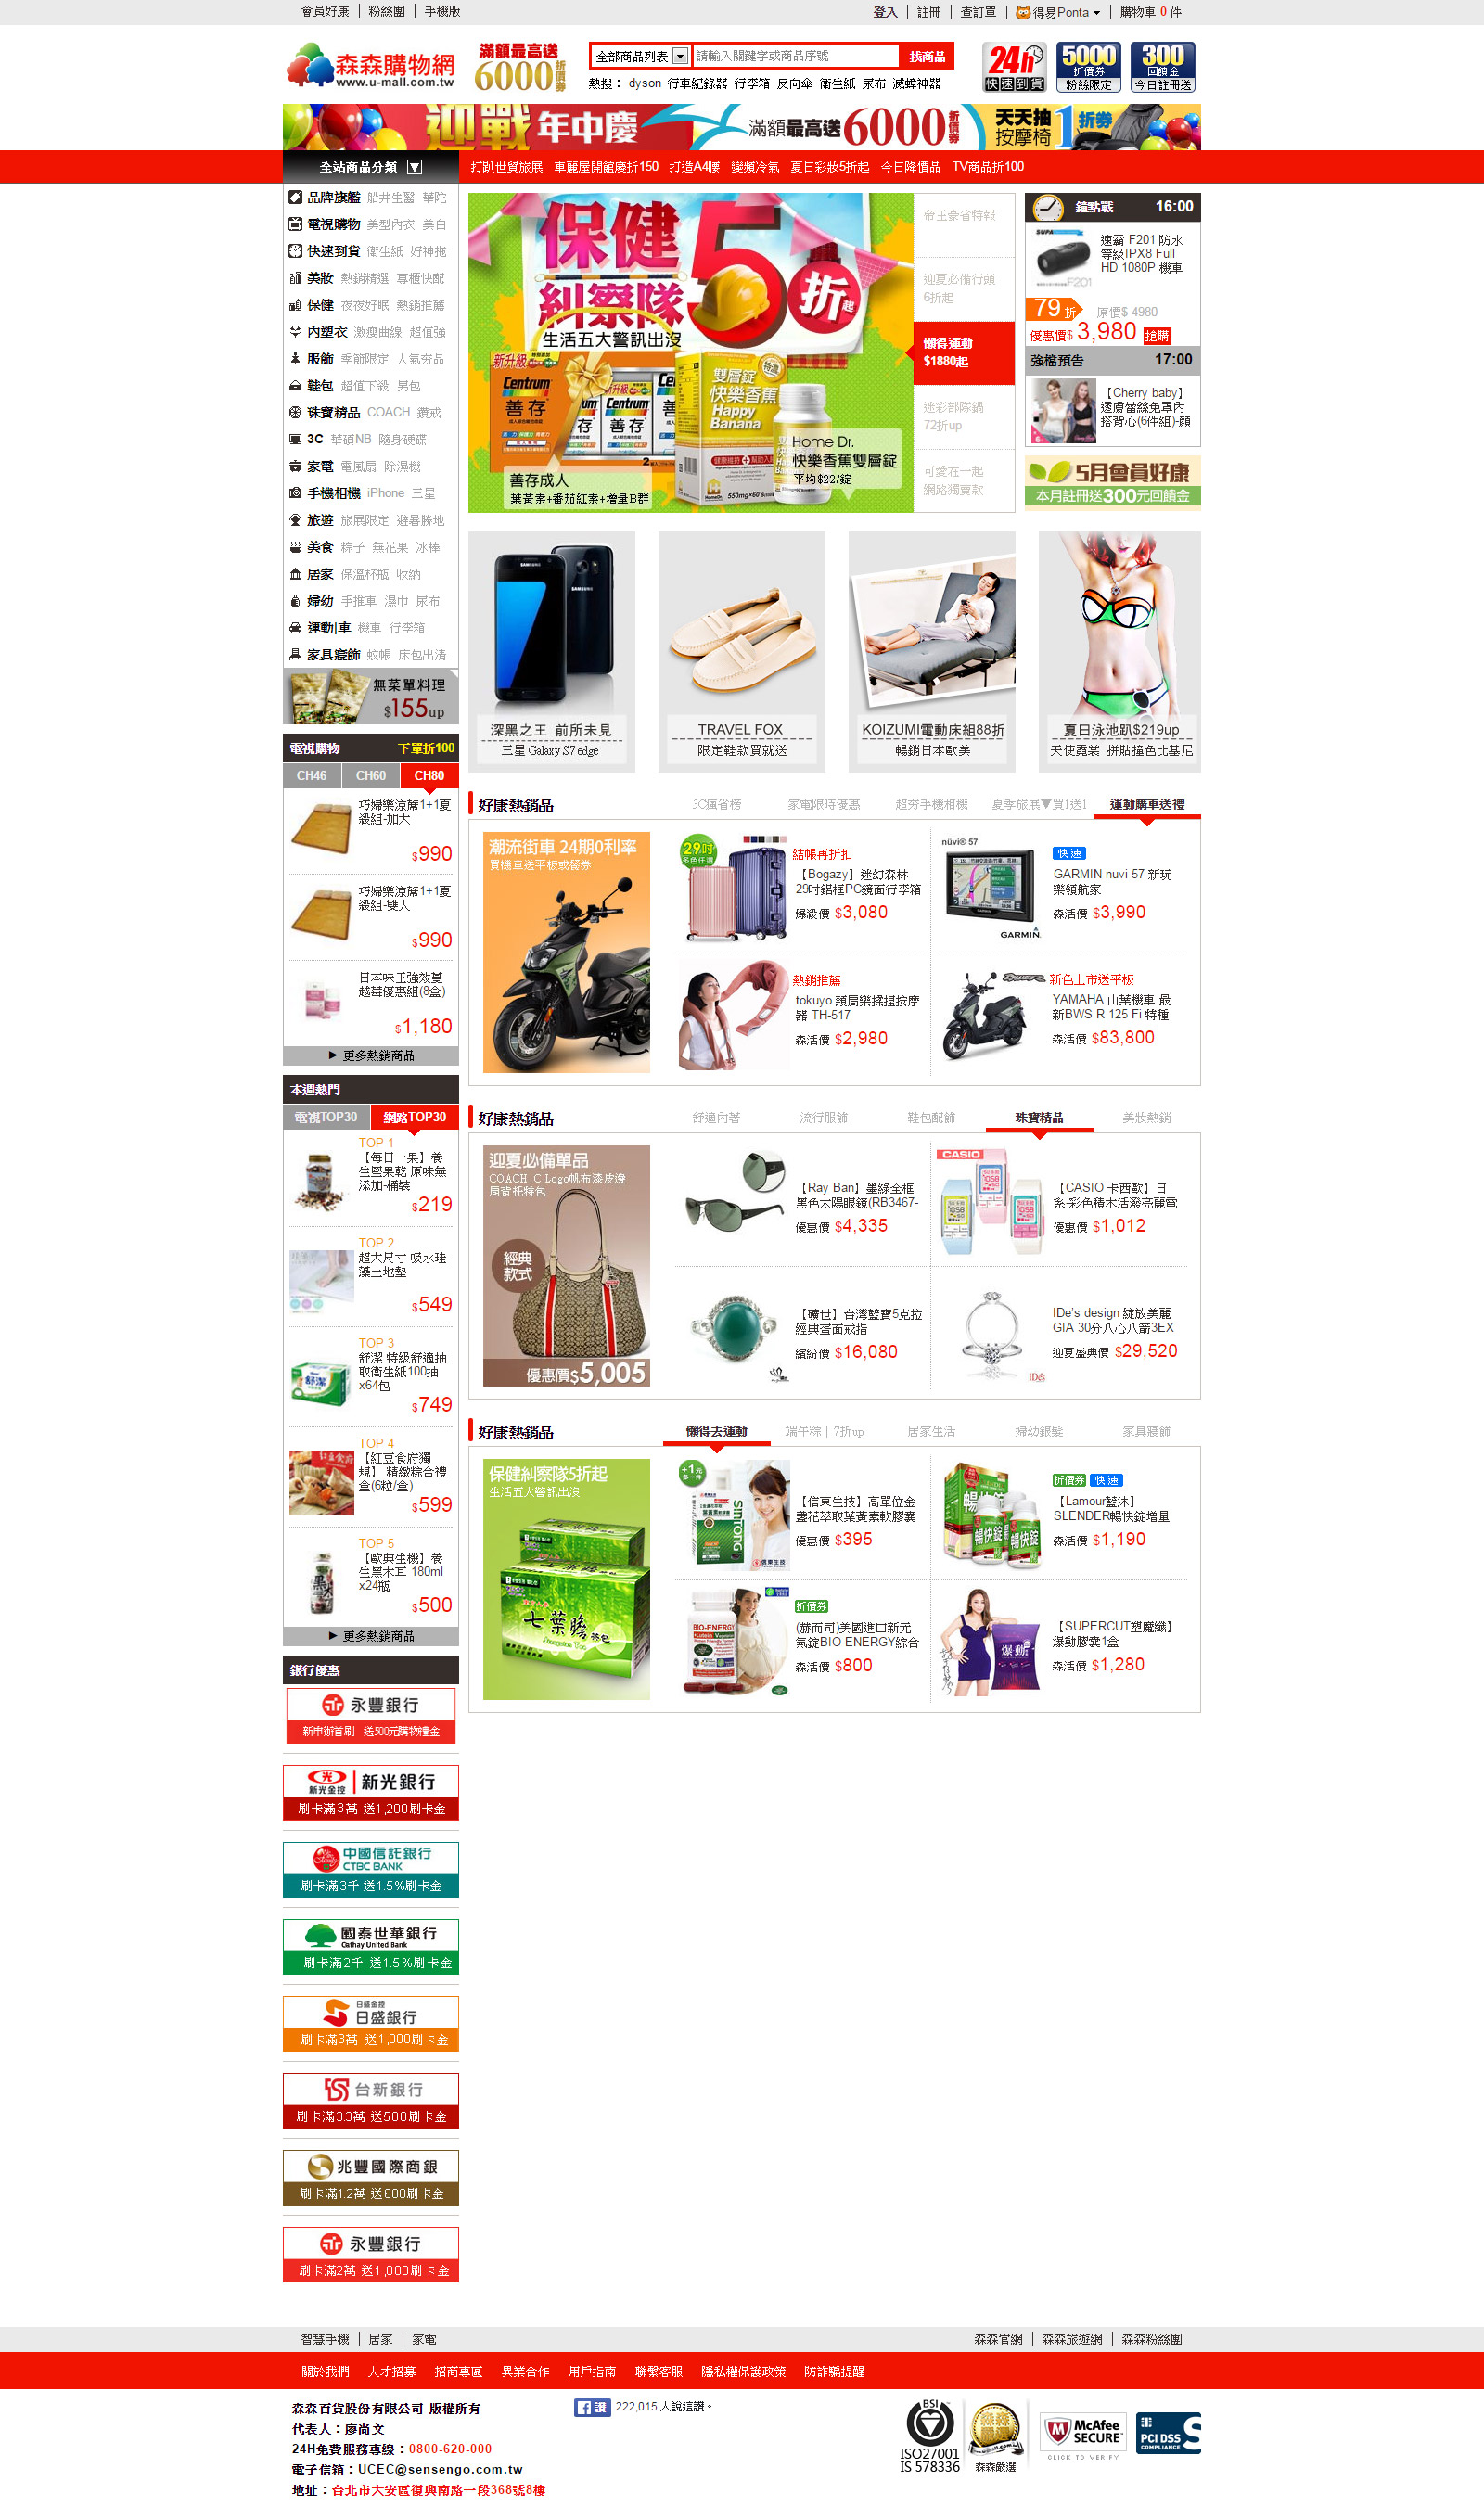 會員好康 粉絲團 手機版
登入 註冊 查訂單 得易Ponta 購物車 0 件
森森購物網
www.u-mall.com.tw
滿額最高送
6000折價券
全部商品列表 請輸入關鍵字或商品序號 找商品
熱搜： dyson 行車紀錄器 行李箱 反向傘 衛生紙 尿布 滅蟑神器
24h
快速到貨
5000
折價券
粉絲限定
300
回饋金
今日註冊送
迎戰年中慶 滿額最高送6000折價券 天天抽按摩椅1折券
全站商品分類
打趴世貿旅展 車麗屋開館慶折150 打造A4腰 變頻冷氣 夏日彩妝5折起 今日降價品 TV商品折100
品牌旗艦 船井生醫 華陀
電視購物 美型內衣 美白
快速到貨 衛生紙 好神拖
美妝 熱銷精選 專櫃快配
保健 夜夜好眠 熱銷推薦
內塑衣 激瘦曲線 超值強
服飾 季節限定 人氣夯品
鞋包 超值下殺 男包
珠寶精品 COACH 鑽戒
3C 華碩NB 隨身硬碟
家電 電風扇 除濕機
手機相機 iPhone 三星
旅遊 旅展限定 避暑勝地
美食 粽子 無花果 冰棒
居家 保溫杯瓶 收納
婦幼 手推車 濕巾 尿布
運動|車 機車 行李箱
家具寢飾 蚊帳 床包出清
無菜單料理
$155up
保健5折起
糾察隊
生活五大警訊出沒
新升級
Centrum
善存
善存成人
葉黃素+番茄紅素+增量B群
雙層錠
快樂香蕉
Happy
Banana
Home Dr.
快樂香蕉雙層錠
平均$22/錠
帝王豪省特報
迎夏必備行頭
6折起
懶得運動
$1880起
迷彩部隊鍋
72折up
可愛在一起
網路獨賣款
鐘點戰 16:00
速霸 F201 防水
等級IPX8 Full
HD 1080P 機車
79折 原價$ 4980
優惠價$ 3,980 搶購
強檔預告 17:00
【Cherry baby】
透膚蕾絲免罩內
搭背心(6件組)-顏
5月會員好康
本月註冊送300元回饋金
深黑之王 前所未見
三星 Galaxy S7 edge
TRAVEL FOX
限定鞋款買就送
KOIZUMI電動床組88折
暢銷日本歐美
夏日泳池趴$219up
天使霓裳 拼貼撞色比基尼
電視購物 下單折100
CH46 CH60 CH80
巧婦樂涼蓆1+1夏
殺組-加大
$990
巧婦樂涼蓆1+1夏
殺組-雙人
$990
日本味王強效蔓
越莓優惠組(8盒)
$1,180
更多熱銷商品
好康熱銷品 3C瘋省榜 家電限時優惠 超夯手機相機 夏季旅展▼買1送1 運動購車送禮
潮流街車 24期0利率
買機車送平板或餐券
29吋
多色任選
結帳再折扣
【Bogazy】迷幻森林
29吋鋁框PC鏡面行李箱
爆殺價 $3,080
nüvi® 57
GARMIN
快速
GARMIN nuvi 57 新玩
樂領航家
森活價 $3,990
熱銷推薦
tokuyo 頸肩樂揉捏按摩
器 TH-517
森活價 $2,980
新色上市送平板
YAMAHA 山葉機車 最
新BWS R 125 Fi 特種
森活價 $83,800
本週熱門
電視TOP30 網路TOP30
TOP 1
【每日一果】養
生堅果乾 原味無
添加-桶裝
$219
TOP 2
超大尺寸 吸水珪
藻土地墊
$549
TOP 3
舒潔 特級舒適抽
取衛生紙100抽
x64包
$749
TOP 4
【紅豆食府獨
規】 精緻粽合禮
盒(6粒/盒)
$599
TOP 5
【歐典生機】養
生黑木耳 180ml
x24瓶
$500
更多熱銷商品
好康熱銷品 舒適內著 流行服飾 鞋包配飾 珠寶精品 美妝熱銷
迎夏必備單品
COACH C Logo帆布漆皮邊
肩背托特包
經典
款式
優惠價$5,005
【Ray Ban】墨綠全框
黑色太陽眼鏡(RB3467-
優惠價 $4,335
CASIO
【CASIO 卡西歐】日
系-彩色積木活潑亮麗電
優惠價 $1,012
【礦世】台灣藍寶5克拉
經典蛋面戒指
繽紛價 $16,080
IDe's design 綻放美麗
GIA 30分八心八箭3EX
迎夏盛典價 $29,520
好康熱銷品 懶得去運動 端午粽｜7折up 居家生活 婦幼銀髮 家具寢飾
保健糾察隊5折起
生活五大警訊出沒!
七葉膽茶包
+1元
多一件
SINTONG
信東生技
【信東生技】高單位金
盞花萃取葉黃素軟膠囊
優惠價 $395
暢快錠
折價券 快速
【Lamour藍沐】
SLENDER暢快錠增量
森活價 $1,190
BIO-ENERGY
折價券
(赫而司)美國進口新元
氣錠BIO-ENERGY綜合
森活價 $800
爆動
【SUPERCUT塑魔纖】
爆動膠囊1盒
森活價 $1,280
銀行優惠
永豐銀行
新申辦首刷 送500元購物禮金
新光金控 新光銀行
刷卡滿3萬 送1,200刷卡金
中國信託銀行
CTBC BANK
刷卡滿3千 送1.5%刷卡金
國泰世華銀行
Cathay United Bank
刷卡滿2千 送1.5%刷卡金
日盛金控
日盛銀行
刷卡滿3萬 送1,000刷卡金
台新銀行
刷卡滿3.3萬 送500刷卡金
兆豐國際商銀
刷卡滿1.2萬 送688刷卡金
永豐銀行
刷卡滿2萬 送1,000刷卡金
智慧手機 居家 家電
森森官網 森森旅遊網 森森粉絲團
關於我們 人才招募 招商專區 異業合作 用戶指南 聯繫客服 隱私權保護政策 防詐騙提醒
森森百貨股份有限公司 版權所有
代表人：廖尚文
24H免費服務專線：0800-620-000
電子信箱：UCEC@sensengo.com.tw
地址：台北市大安區復興南路一段368號8樓
讚 222,015 人說這讚。
BSI
ISO27001
IS 578336
森森嚴選
McAfee
SECURE
CLICK TO VERIFY
PCI DSS
COMPLIANCE